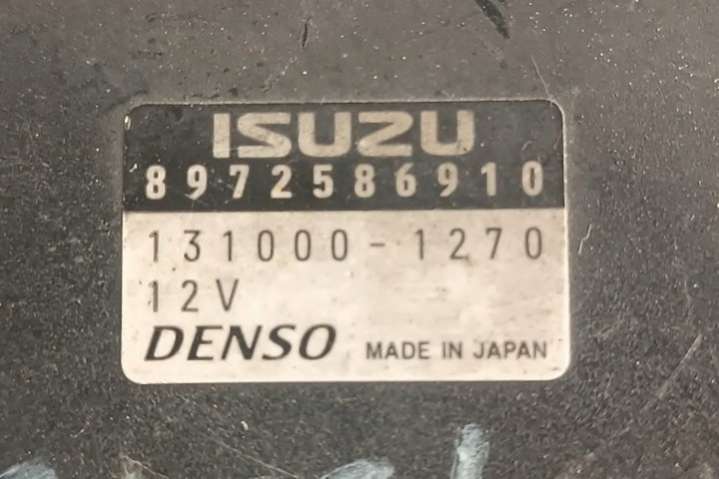 ISUZU
8972586910
131000-1270
12V
DENSO MADE IN JAPAN